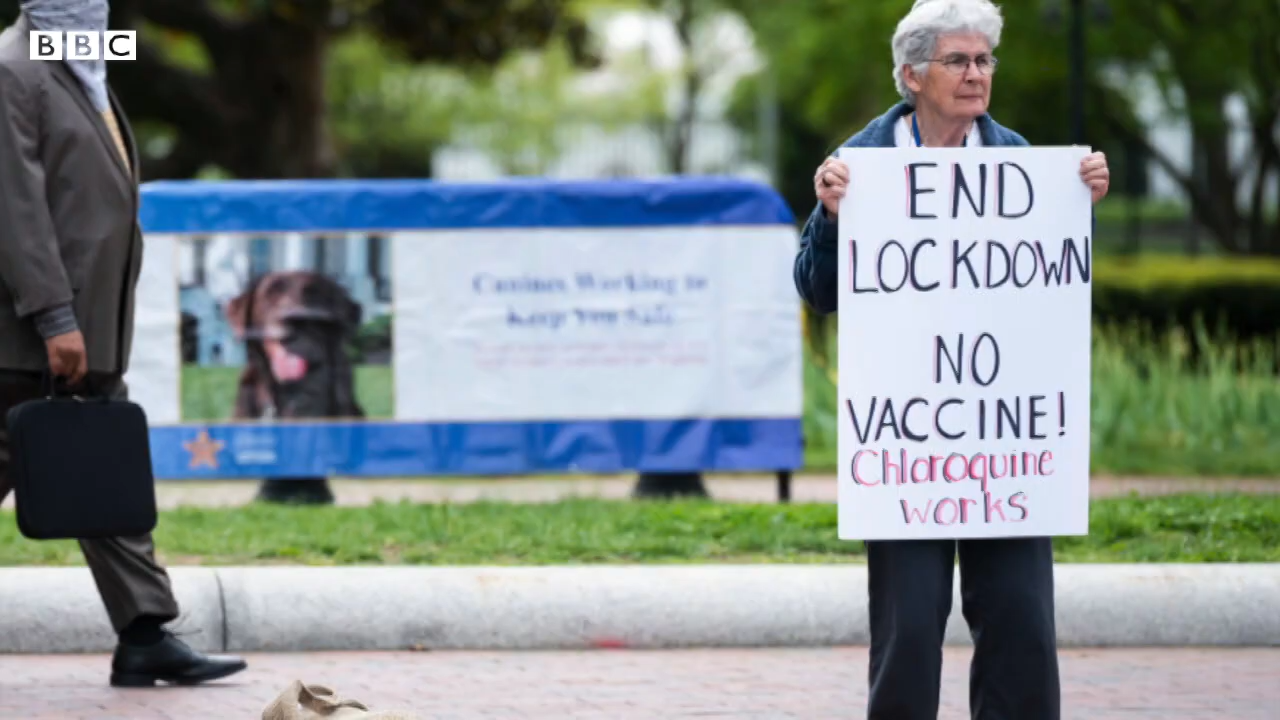 BBC
Canines Working to
Keep You Safe
END
LOCKDOWN
NO
VACCINE!
Chloroquine
works